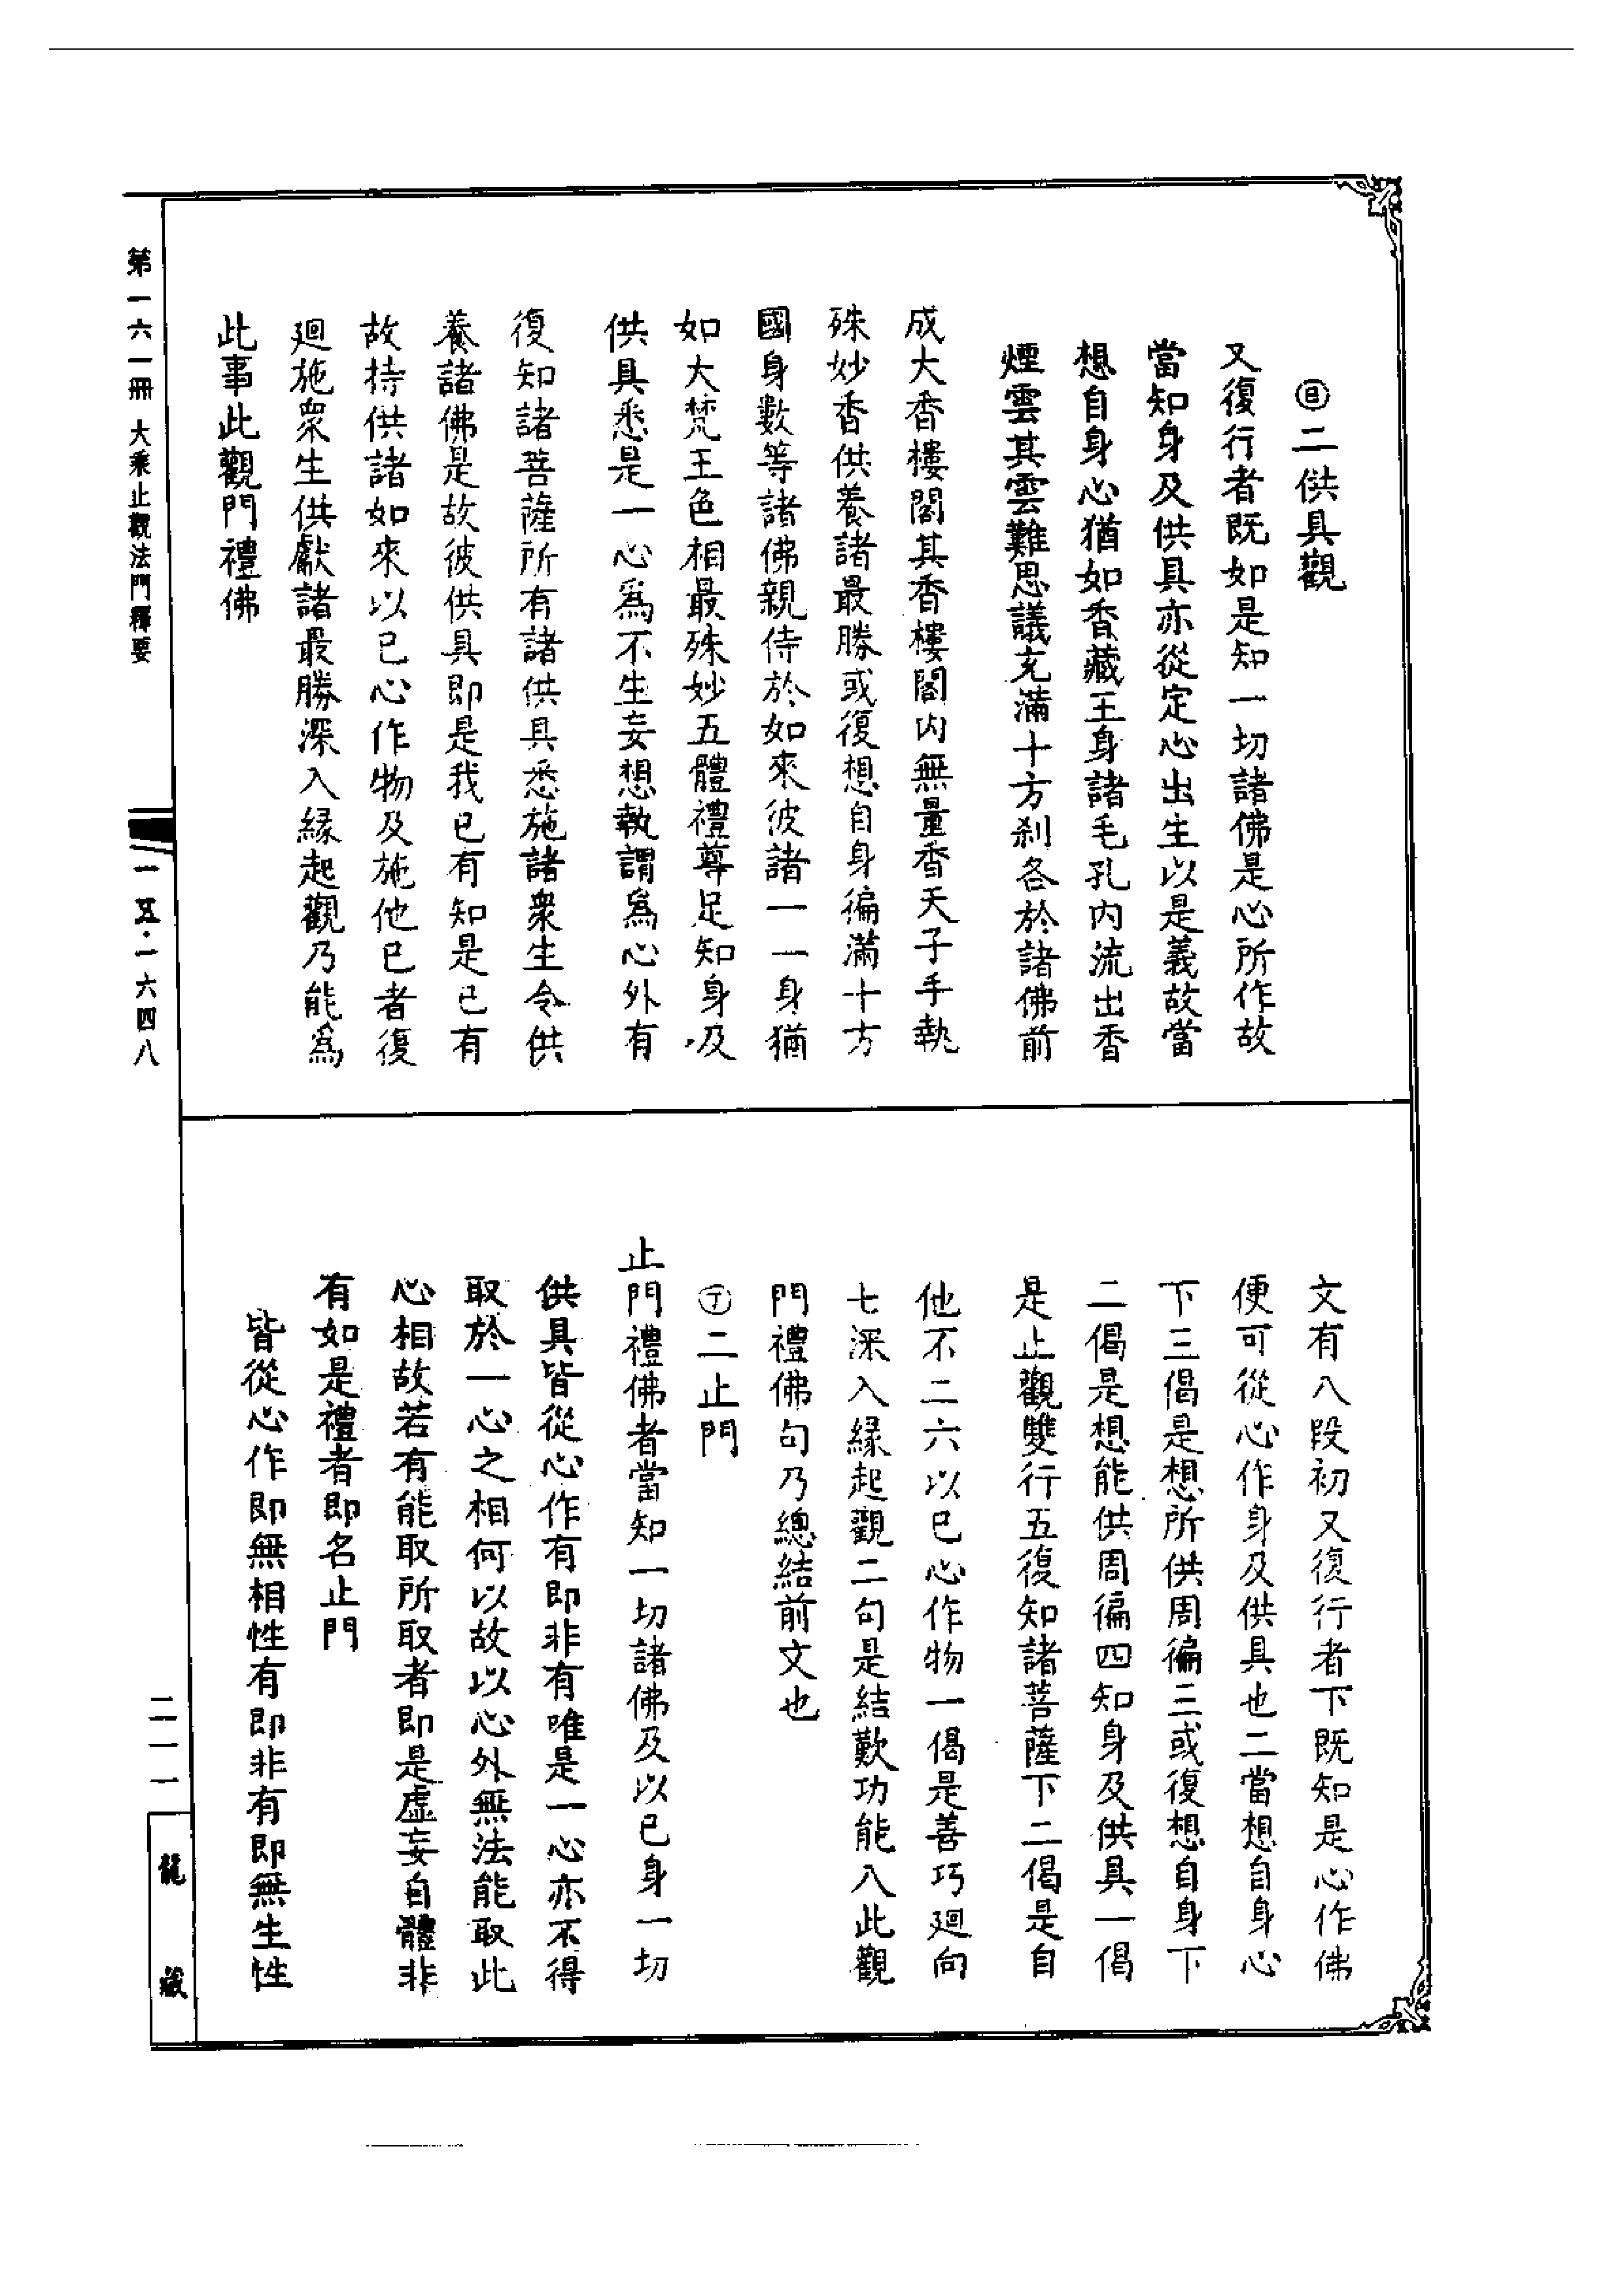 ㊐二供具觀
又復行者既如是知一切諸佛是心所作故
當知身及供具亦從定心出生以是義故當
想自身心猶如香藏王身諸毛孔內流出香
煙雲其雲難思議充滿十方刹各於諸佛前
成大香樓閣其香樓閣內無量香天子手執
殊妙香供養諸最勝或復想自身徧滿十方
國身數等諸佛親侍於如來彼諸一一身猶
如大梵王色相最殊妙五體禮尊足知身及
供具悉是一心為不生妄想執謂為心外有
復知諸菩薩所有諸供具悉施諸衆生令供
養諸佛是故彼供具即是我已有知是已有
故持供諸如來以已心作物及施他已者復
迴施衆生供獻諸最勝深入緣起觀乃能為
此事此觀門禮佛
文有八段初又復行者下既知是心作佛
便可從心作身及供具也二當想自身心
下三偈是想所供周徧三或復想自身下
二偈是想能供周徧四知身及供具一偈
是止觀雙行五復知諸菩薩下二偈是自
他不二六以已心作物一偈是善巧迴向
七深入緣起觀二句是結歎功能八此觀
門禮佛句乃總結前文也
㊀二止門
止門禮佛者當知一切諸佛及以已身一切
供具皆從心作有即非有唯是一心亦不得
取於一心之相何以故以心外無法能取此
心相故若有能取所取者即是虛妄自體非
有如是禮者即名止門
皆從心作即無相性有即非有即無生性
第一六一冊 大乘止觀法門釋要
一五·一六四八
二一一
龍藏